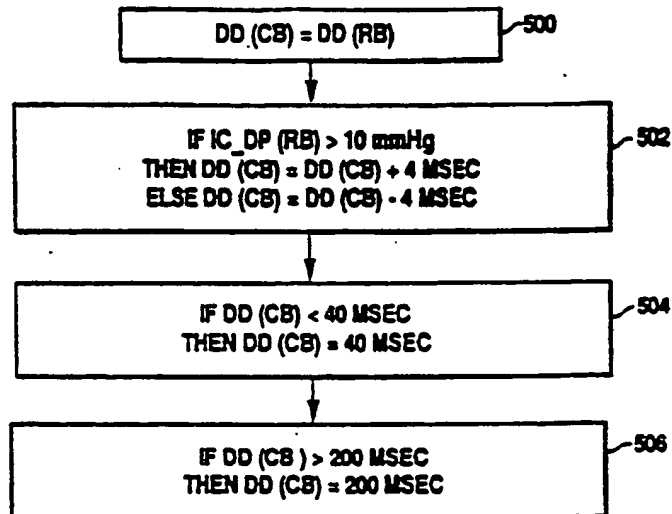 DD (CB) = DD (RB)
500
IF IC_DP (RB) > 10 mmHg
THEN DD (CB) = DD (CB) + 4 MSEC
ELSE DD (CB) = DD (CB) - 4 MSEC
502
IF DD (CB) < 40 MSEC
THEN DD (CB) = 40 MSEC
504
IF DD (CB ) > 200 MSEC
THEN DD (CB) = 200 MSEC
506